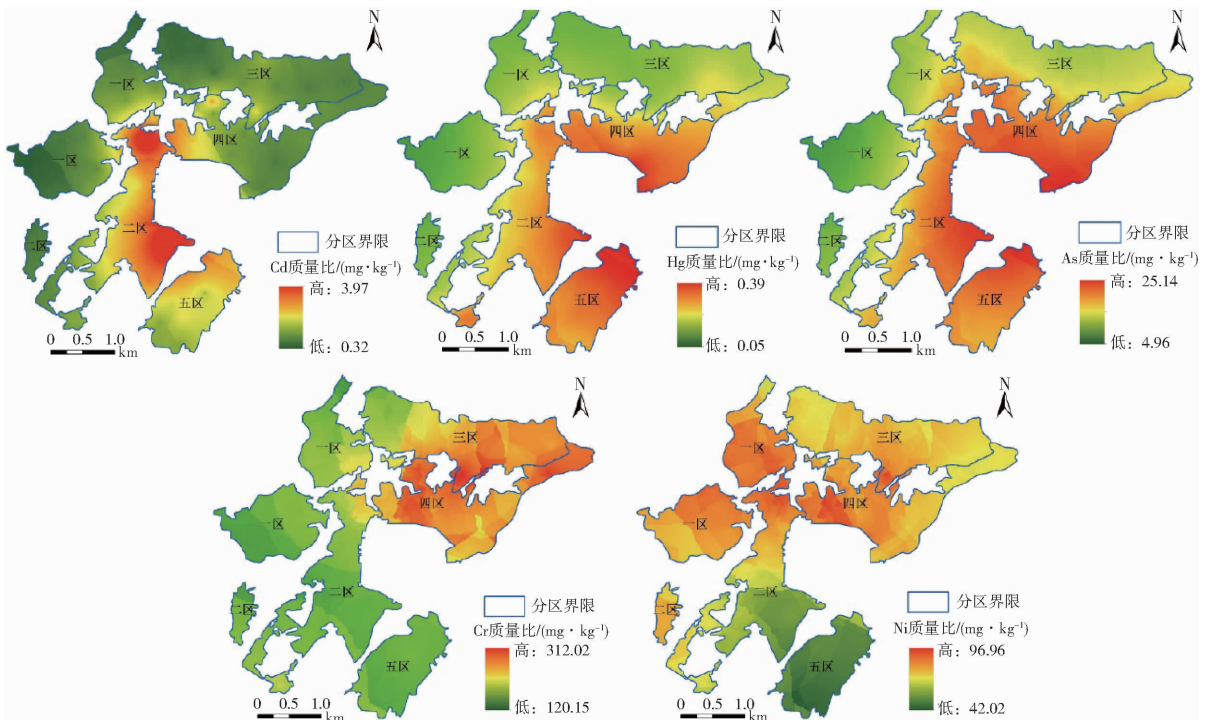 N
一区
三区
一区
四区
二区
二区
五区
分区界限
Cd质量比/(mg·kg⁻¹)
高：3.97
低：0.32
0 0.5 1.0
km
N
一区
三区
一区
四区
二区
二区
五区
分区界限
Hg质量比/(mg·kg⁻¹)
高：0.39
低：0.05
0 0.5 1.0
km
N
一区
三区
一区
四区
二区
二区
五区
分区界限
As质量比/(mg·kg⁻¹)
高：25.14
低：4.96
0 0.5 1.0
km
N
一区
三区
一区
四区
二区
二区
五区
分区界限
Cr质量比/(mg·kg⁻¹)
高：312.02
低：120.15
0 0.5 1.0
km
N
一区
三区
一区
四区
二区
二区
五区
分区界限
Ni质量比/(mg·kg⁻¹)
高：96.96
低：42.02
0 0.5 1.0
km